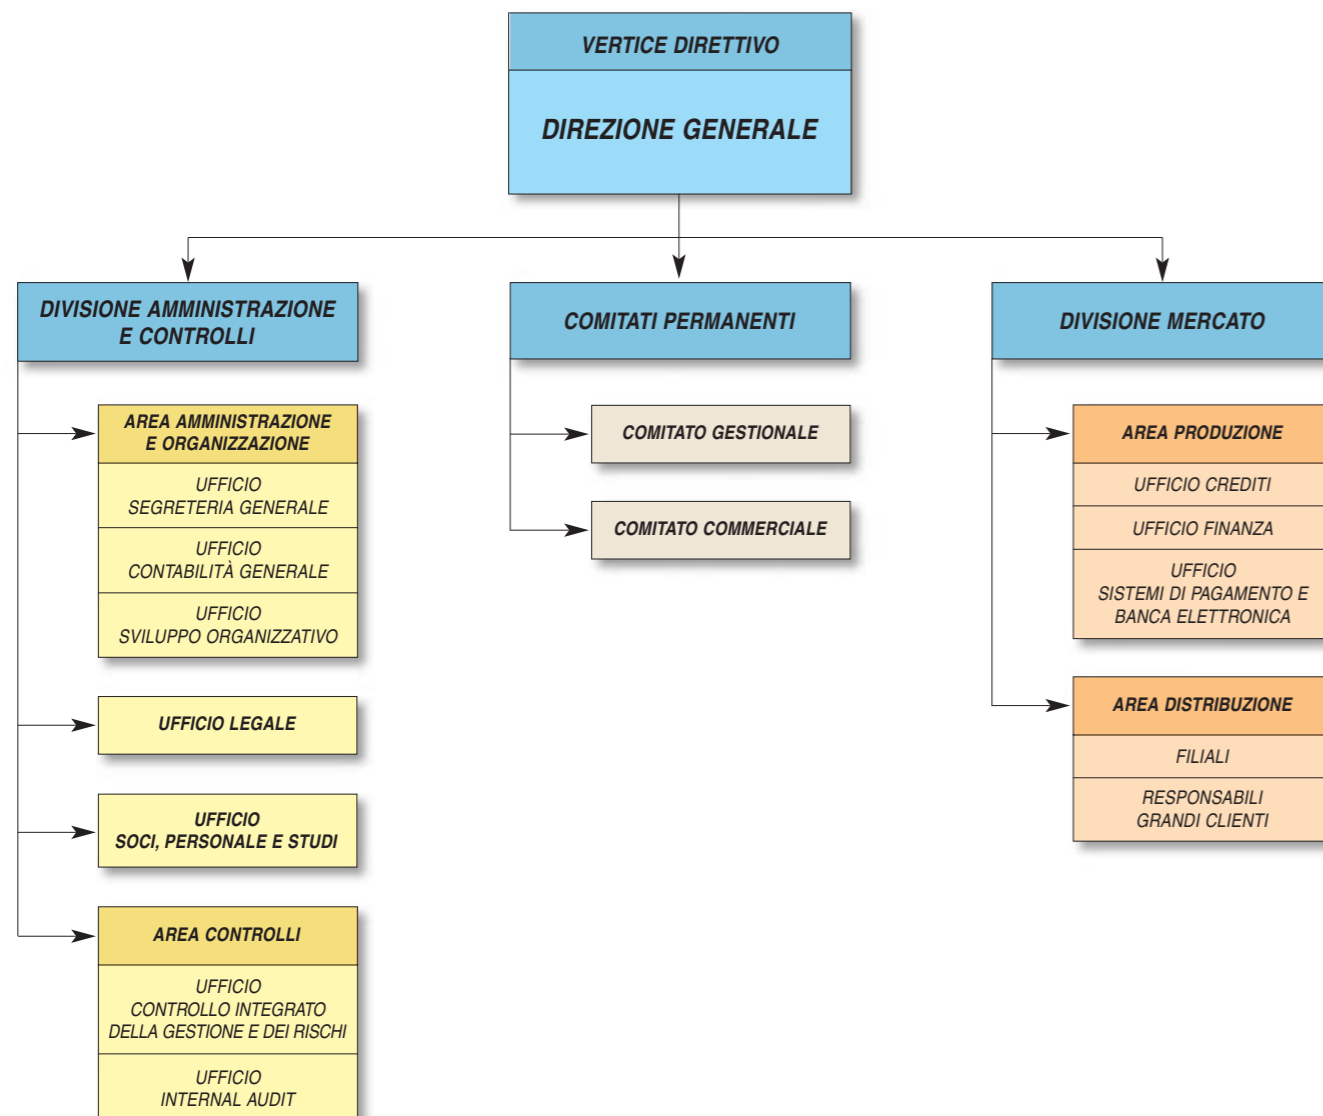 VERTICE DIRETTIVO
DIREZIONE GENERALE
DIVISIONE AMMINISTRAZIONE
E CONTROLLI
AREA AMMINISTRAZIONE
E ORGANIZZAZIONE
UFFICIO
SEGRETERIA GENERALE
UFFICIO
CONTABILITÀ GENERALE
UFFICIO
SVILUPPO ORGANIZZATIVO
UFFICIO LEGALE
UFFICIO
SOCI, PERSONALE E STUDI
AREA CONTROLLI
UFFICIO
CONTROLLO INTEGRATO
DELLA GESTIONE E DEI RISCHI
UFFICIO
INTERNAL AUDIT
COMITATI PERMANENTI
COMITATO GESTIONALE
COMITATO COMMERCIALE
DIVISIONE MERCATO
AREA PRODUZIONE
UFFICIO CREDITI
UFFICIO FINANZA
UFFICIO
SISTEMI DI PAGAMENTO E
BANCA ELETTRONICA
AREA DISTRIBUZIONE
FILIALI
RESPONSABILI
GRANDI CLIENTI